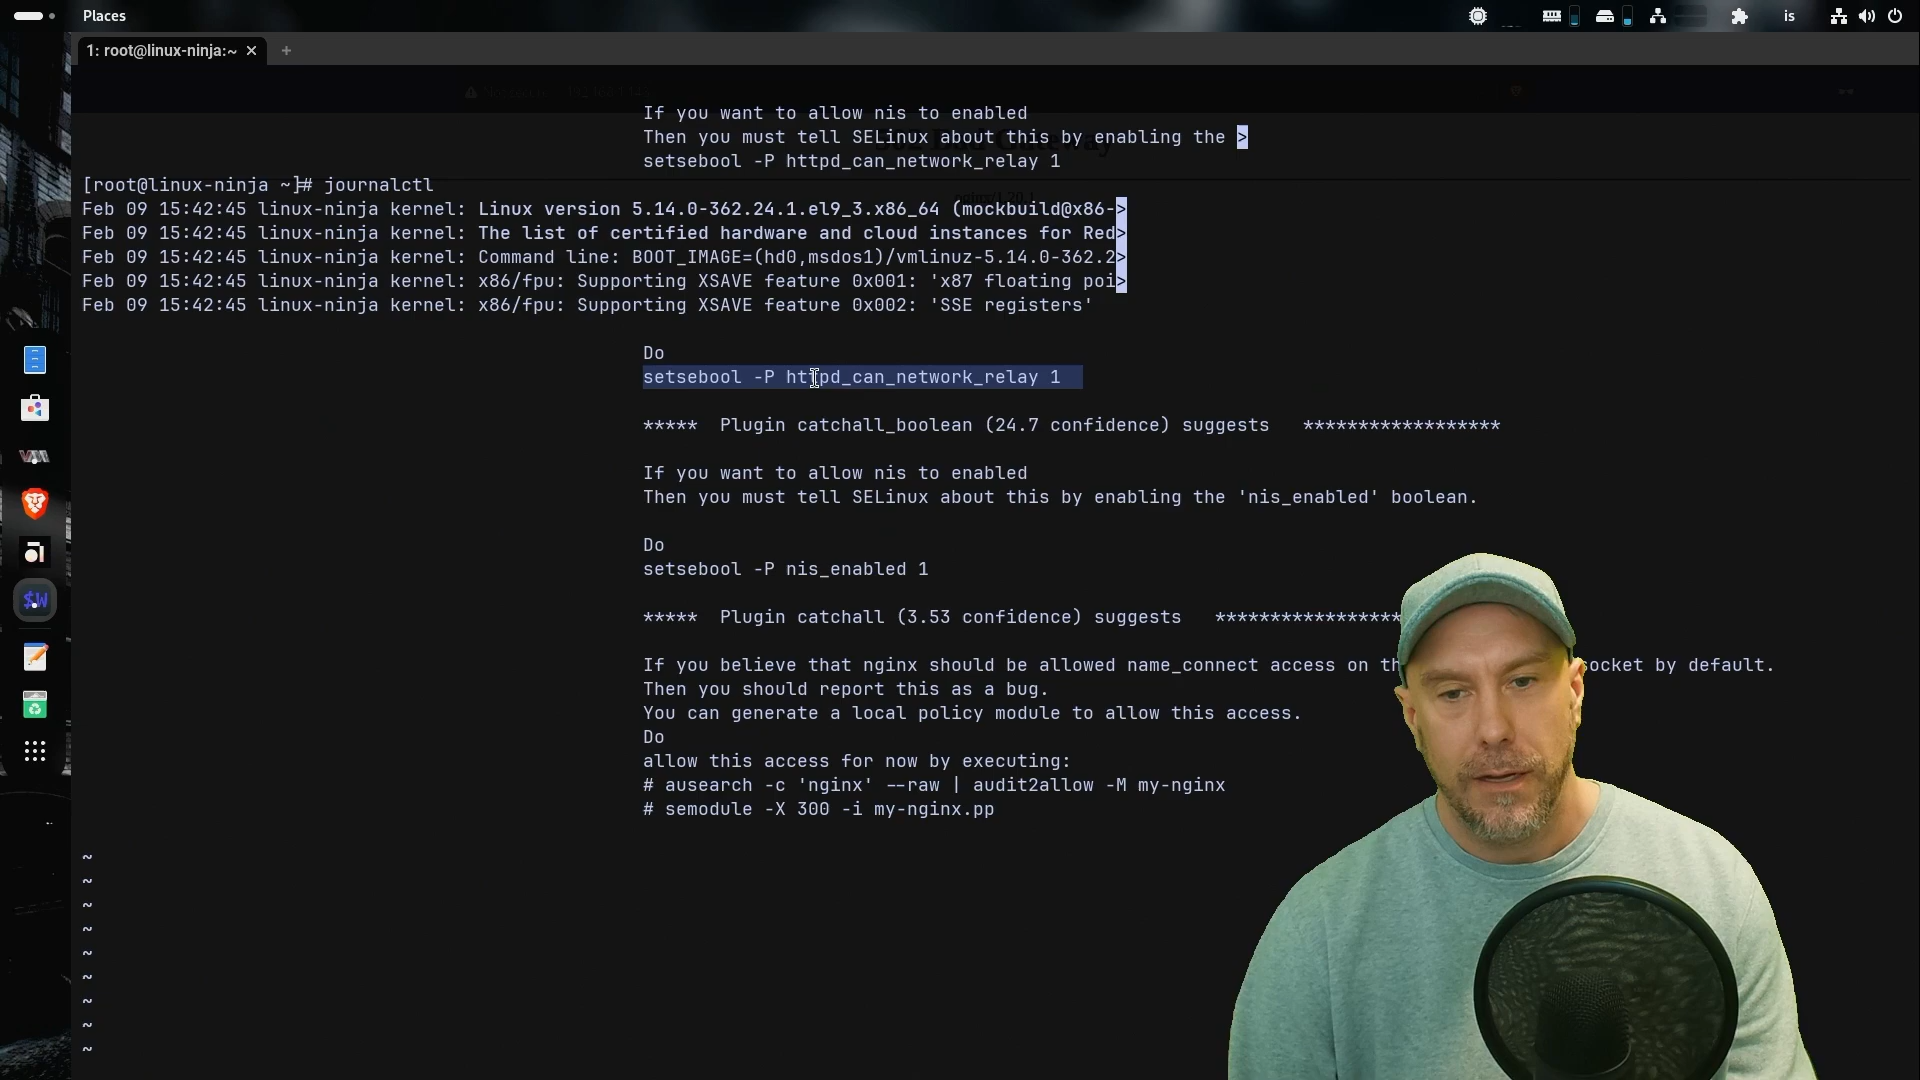 Places
is
1: root@linux-ninja:~
If you want to allow nis to enabled
Then you must tell SELinux about this by enabling the >
setsebool -P httpd_can_network_relay 1
[root@linux-ninja ~]# journalctl
Feb 09 15:42:45 linux-ninja kernel: Linux version 5.14.0-362.24.1.el9_3.x86_64 (mockbuild@x86->
Feb 09 15:42:45 linux-ninja kernel: The list of certified hardware and cloud instances for Red>
Feb 09 15:42:45 linux-ninja kernel: Command line: BOOT_IMAGE=(hd0,msdos1)/vmlinuz-5.14.0-362.2>
Feb 09 15:42:45 linux-ninja kernel: x86/fpu: Supporting XSAVE feature 0x001: 'x87 floating poi>
Feb 09 15:42:45 linux-ninja kernel: x86/fpu: Supporting XSAVE feature 0x002: 'SSE registers'
Do
setsebool -P httpd_can_network_relay 1
***** Plugin catchall_boolean (24.7 confidence) suggests ******************
If you want to allow nis to enabled
Then you must tell SELinux about this by enabling the 'nis_enabled' boolean.
Do
setsebool -P nis_enabled 1
***** Plugin catchall (3.53 confidence) suggests *****************
If you believe that nginx should be allowed name_connect access on socket by default.
Then you should report this as a bug.
You can generate a local policy module to allow this access.
Do
allow this access for now by executing:
# ausearch -c 'nginx' --raw | audit2allow -M my-nginx
# semodule -X 300 -i my-nginx.pp
~
~
~
~
~
~
~
~
~